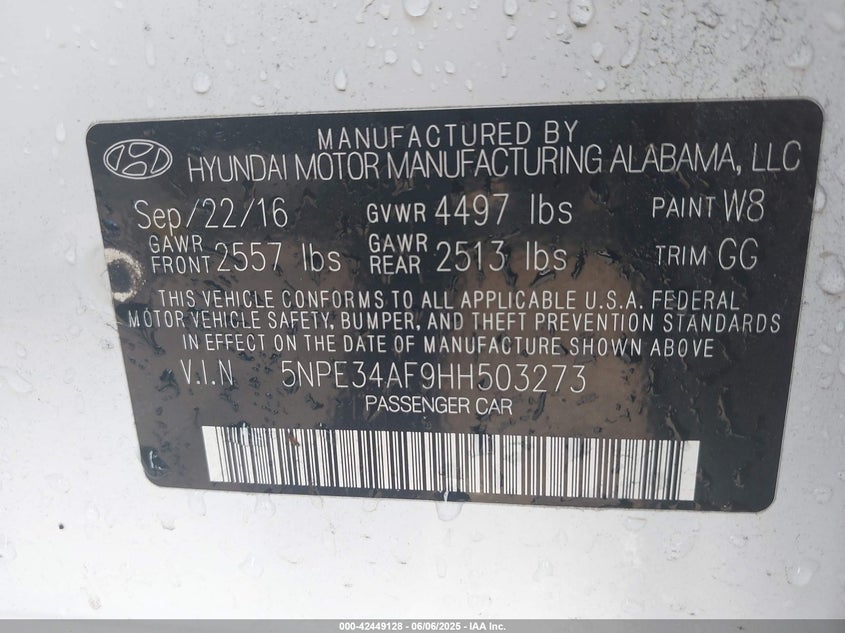 MANUFACTURED BY
HYUNDAI MOTOR MANUFACTURING ALABAMA, LLC
Sep/22/16 GVWR 4497 lbs PAINT W8
GAWR FRONT 2557 lbs GAWR REAR 2513 lbs TRIM GG
THIS VEHICLE CONFORMS TO ALL APPLICABLE U.S.A. FEDERAL
MOTOR VEHICLE SAFETY, BUMPER, AND THEFT PREVENTION STANDARDS
IN EFFECT ON THE DATE OF MANUFACTURE SHOWN ABOVE.
V.I.N 5NPE34AF9HH503273
PASSENGER CAR
000-42449128 - 06/06/2025 - IAA Inc.